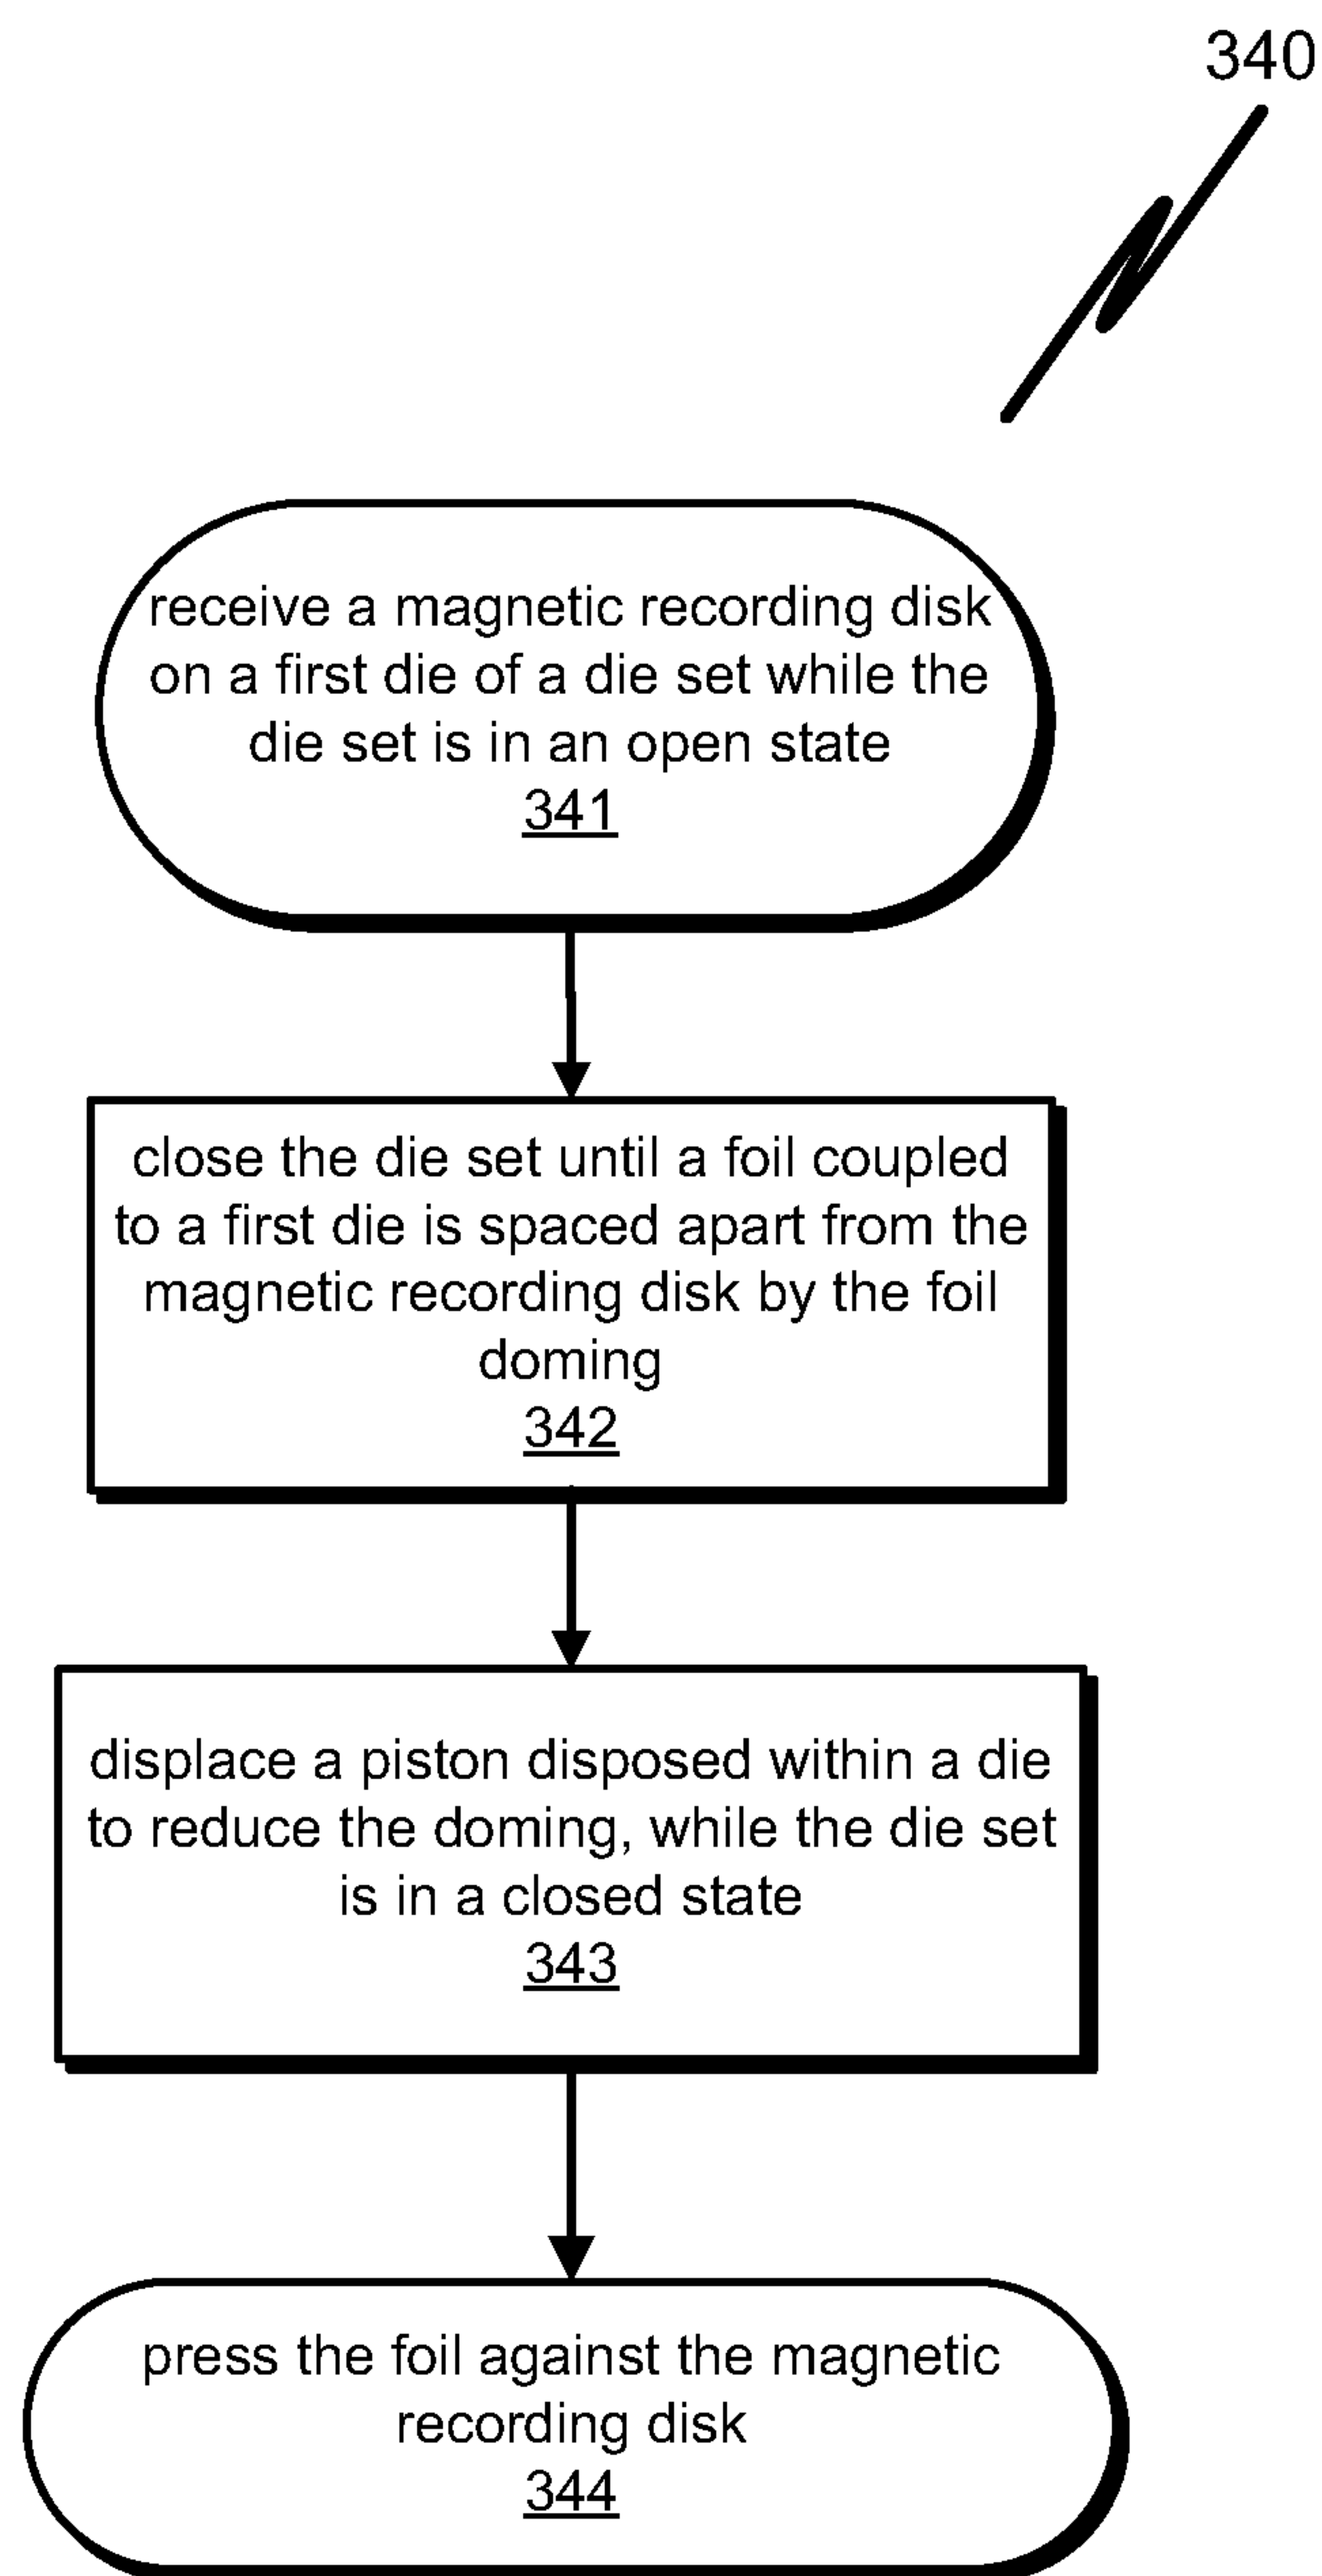 340
receive a magnetic recording disk
on a first die of a die set while the
die set is in an open state
341
close the die set until a foil coupled
to a first die is spaced apart from the
magnetic recording disk by the foil
doming
342
displace a piston disposed within a die
to reduce the doming, while the die set
is in a closed state
343
press the foil against the magnetic
recording disk
344